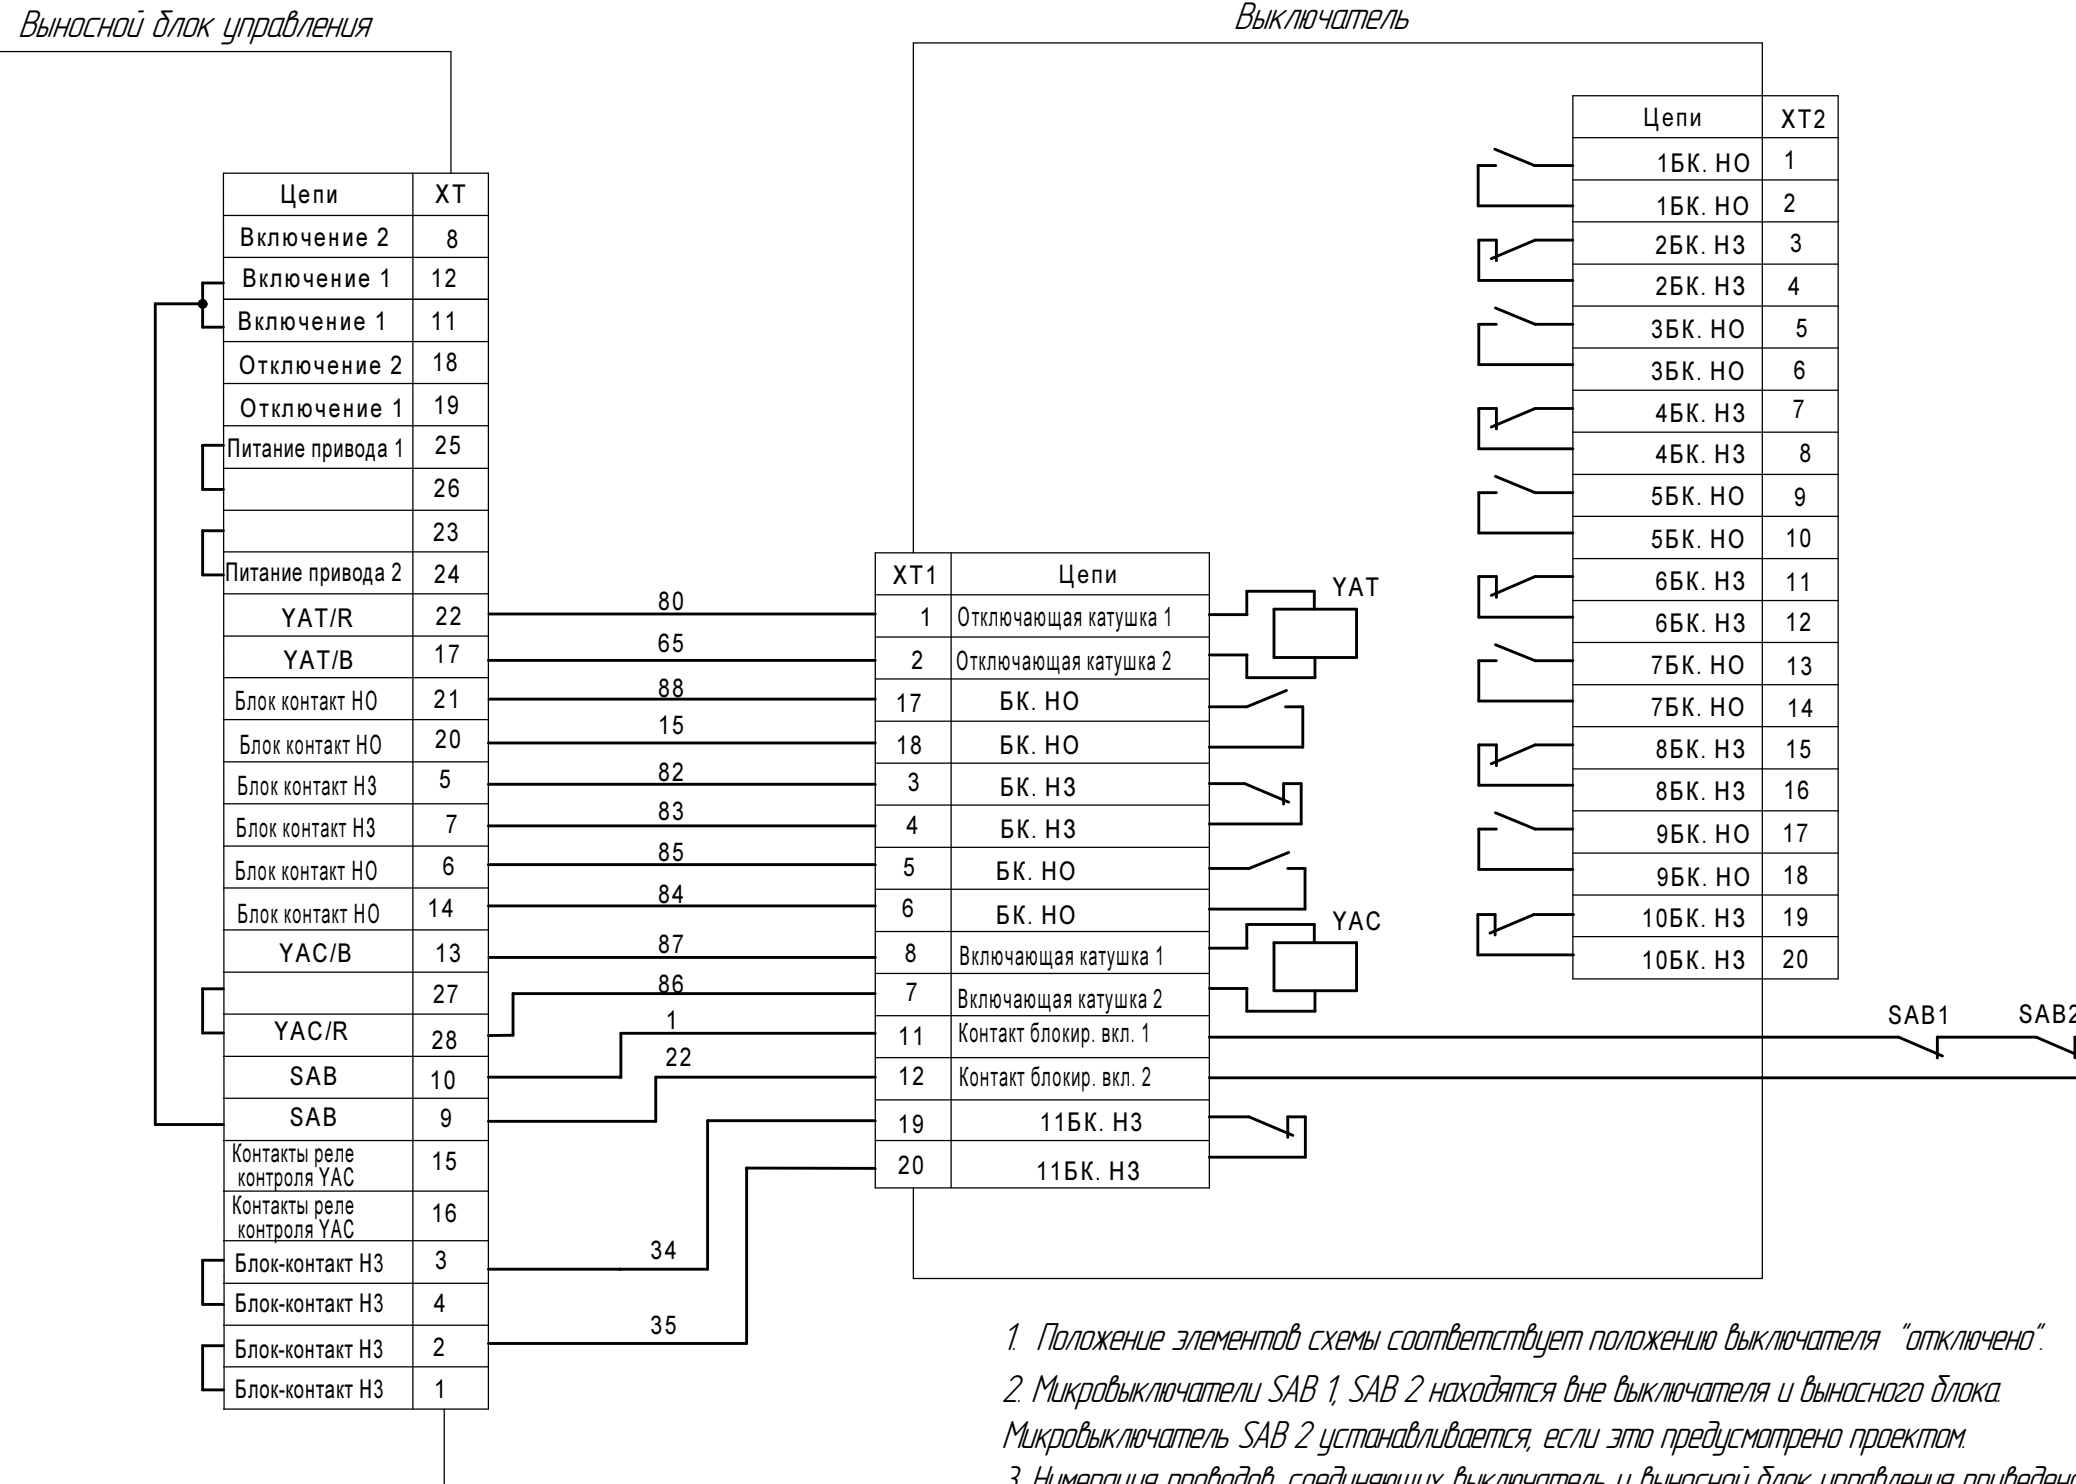 Выносной блок управления
Выключатель
Цепи XT
Включение 2 8
Включение 1 12
Включение 1 11
Отключение 2 18
Отключение 1 19
Питание привода 1 25
26
23
Питание привода 2 24
YAT/R 22
YAT/B 17
Блок контакт НО 21
Блок контакт НО 20
Блок контакт НЗ 5
Блок контакт НЗ 7
Блок контакт НО 6
Блок контакт НО 14
YAC/B 13
27
YAC/R 28
SAB 10
SAB 9
Контакты реле
контроля YAC 15
Контакты реле
контроля YAC 16
Блок-контакт НЗ 3
Блок-контакт НЗ 4
Блок-контакт НЗ 2
Блок-контакт НЗ 1
80
65
88
15
82
83
85
84
87
86
1
22
34
35
XT1 Цепи
1 Отключающая катушка 1
2 Отключающая катушка 2
17 БК. НО
18 БК. НО
3 БК. НЗ
4 БК. НЗ
5 БК. НО
6 БК. НО
8 Включающая катушка 1
7 Включающая катушка 2
11 Контакт блокир. вкл. 1
12 Контакт блокир. вкл. 2
19 11БК. НЗ
20 11БК. НЗ
YAT
YAC
Цепи XT2
1БК. НО 1
1БК. НО 2
2БК. НЗ 3
2БК. НЗ 4
3БК. НО 5
3БК. НО 6
4БК. НЗ 7
4БК. НЗ 8
5БК. НО 9
5БК. НО 10
6БК. НЗ 11
6БК. НЗ 12
7БК. НО 13
7БК. НО 14
8БК. НЗ 15
8БК. НЗ 16
9БК. НО 17
9БК. НО 18
10БК. НЗ 19
10БК. НЗ 20
SAB1 SAB2
1. Положение элементов схемы соответствует положению выключателя "отключено".
2. Микровыключатели SAB 1, SAB 2 находятся вне выключателя и выносного блока.
Микровыключатель SAB 2 устанавливается, если это предусмотрено проектом.
3. Нумерация проводов, соединяющих выключатель и выносной блок управления приведена